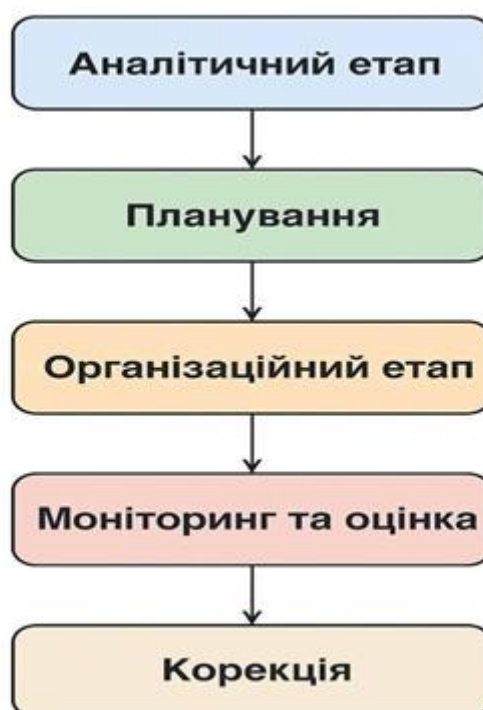 Аналітичний етап
Планування
Організаційний етап
Моніторинг та оцінка
Корекція